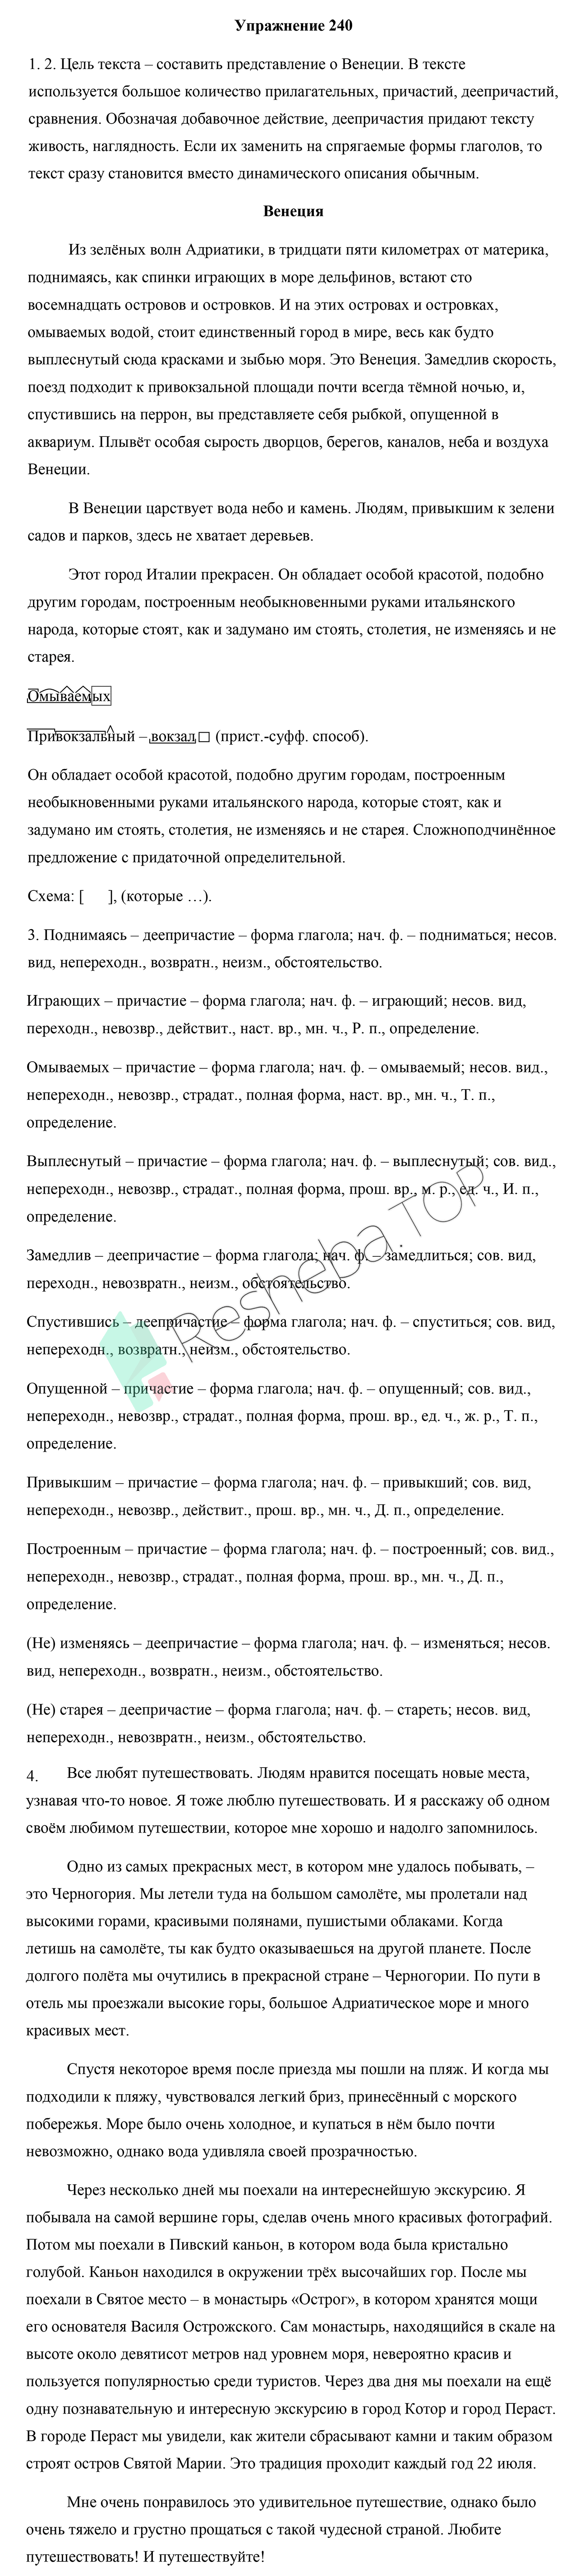 Упражнение 240
1. 2. Цель текста – составить представление о Венеции. В тексте
используется большое количество прилагательных, причастий, деепричастий,
сравнения. Обозначая добавочное действие, деепричастия придают тексту
живость, наглядность. Если их заменить на спрягаемые формы глаголов, то
текст сразу становится вместо динамического описания обычным.
Венеция
Из зелёных волн Адриатики, в тридцати пяти километрах от материка,
поднимаясь, как спинки играющих в море дельфинов, встают сто
восемнадцать островов и островков. И на этих островах и островках,
омываемых водой, стоит единственный город в мире, весь как будто
выплеснутый сюда красками и зыбью моря. Это Венеция. Замедлив скорость,
поезд подходит к привокзальной площади почти всегда тёмной ночью, и,
спустившись на перрон, вы представляете себя рыбкой, опущенной в
аквариум. Плывёт особая сырость дворцов, берегов, каналов, неба и воздуха
Венеции.
В Венеции царствует вода небо и камень. Людям, привыкшим к зелени
садов и парков, здесь не хватает деревьев.
Этот город Италии прекрасен. Он обладает особой красотой, подобно
другим городам, построенным необыкновенными руками итальянского
народа, которые стоят, как и задумано им стоять, столетия, не изменяясь и не
старея.
Омываемых
Привокзальный – вокзал (прист.-суфф. способ).
Он обладает особой красотой, подобно другим городам, построенным
необыкновенными руками итальянского народа, которые стоят, как и
задумано им стоять, столетия, не изменяясь и не старея. Сложноподчинённое
предложение с придаточной определительной.
Схема: [ ], (которые …).
3. Поднимаясь – деепричастие – форма глагола; нач. ф. – подниматься; несов.
вид, непереходн., возвратн., неизм., обстоятельство.
Играющих – причастие – форма глагола; нач. ф. – играющий; несов. вид,
переходн., невозвр., действит., наст. вр., мн. ч., Р. п., определение.
Омываемых – причастие – форма глагола; нач. ф. – омываемый; несов. вид.,
непереходн., невозвр., страдат., полная форма, наст. вр., мн. ч., Т. п.,
определение.
Выплеснутый – причастие – форма глагола; нач. ф. – выплеснутый; сов. вид.,
непереходн., невозвр., страдат., полная форма, прош. вр., м. р., ед. ч., И. п.,
определение.
Замедлив – деепричастие – форма глагола; нач. ф. – замедлиться; сов. вид,
переходн., невозвратн., неизм., обстоятельство.
Спустившись – деепричастие – форма глагола; нач. ф. – спуститься; сов. вид,
непереходн., возвратн., неизм., обстоятельство.
Опущенной – причастие – форма глагола; нач. ф. – опущенный; сов. вид.,
непереходн., невозвр., страдат., полная форма, прош. вр., ед. ч., ж. р., Т. п.,
определение.
Привыкшим – причастие – форма глагола; нач. ф. – привыкший; сов. вид,
непереходн., невозвр., действит., прош. вр., мн. ч., Д. п., определение.
Построенным – причастие – форма глагола; нач. ф. – построенный; сов. вид.,
непереходн., невозвр., страдат., полная форма, прош. вр., мн. ч., Д. п.,
определение.
(Не) изменяясь – деепричастие – форма глагола; нач. ф. – изменяться; несов.
вид, непереходн., возвратн., неизм., обстоятельство.
(Не) старея – деепричастие – форма глагола; нач. ф. – стареть; несов. вид,
непереходн., невозвратн., неизм., обстоятельство.
4. Все любят путешествовать. Людям нравится посещать новые места,
узнавая что-то новое. Я тоже люблю путешествовать. И я расскажу об одном
своём любимом путешествии, которое мне хорошо и надолго запомнилось.
Одно из самых прекрасных мест, в котором мне удалось побывать, –
это Черногория. Мы летели туда на большом самолёте, мы пролетали над
высокими горами, красивыми полянами, пушистыми облаками. Когда
летишь на самолёте, ты как будто оказываешься на другой планете. После
долгого полёта мы очутились в прекрасной стране – Черногории. По пути в
отель мы проезжали высокие горы, большое Адриатическое море и много
красивых мест.
Спустя некоторое время после приезда мы пошли на пляж. И когда мы
подходили к пляжу, чувствовался легкий бриз, принесённый с морского
побережья. Море было очень холодное, и купаться в нём было почти
невозможно, однако вода удивляла своей прозрачностью.
Через несколько дней мы поехали на интереснейшую экскурсию. Я
побывала на самой вершине горы, сделав очень много красивых фотографий.
Потом мы поехали в Пивский каньон, в котором вода была кристально
голубой. Каньон находился в окружении трёх высочайших гор. После мы
поехали в Святое место – в монастырь «Острог», в котором хранятся мощи
его основателя Василя Острожского. Сам монастырь, находящийся в скале на
высоте около девятисот метров над уровнем моря, невероятно красив и
пользуется популярностью среди туристов. Через два дня мы поехали на ещё
одну познавательную и интересную экскурсию в город Котор и город Пераст.
В городе Пераст мы увидели, как жители сбрасывают камни и таким образом
строят остров Святой Марии. Это традиция проходит каждый год 22 июля.
Мне очень понравилось это удивительное путешествие, однако было
очень тяжело и грустно прощаться с такой чудесной страной. Любите
путешествовать! И путешествуйте!
Resheba.TOP